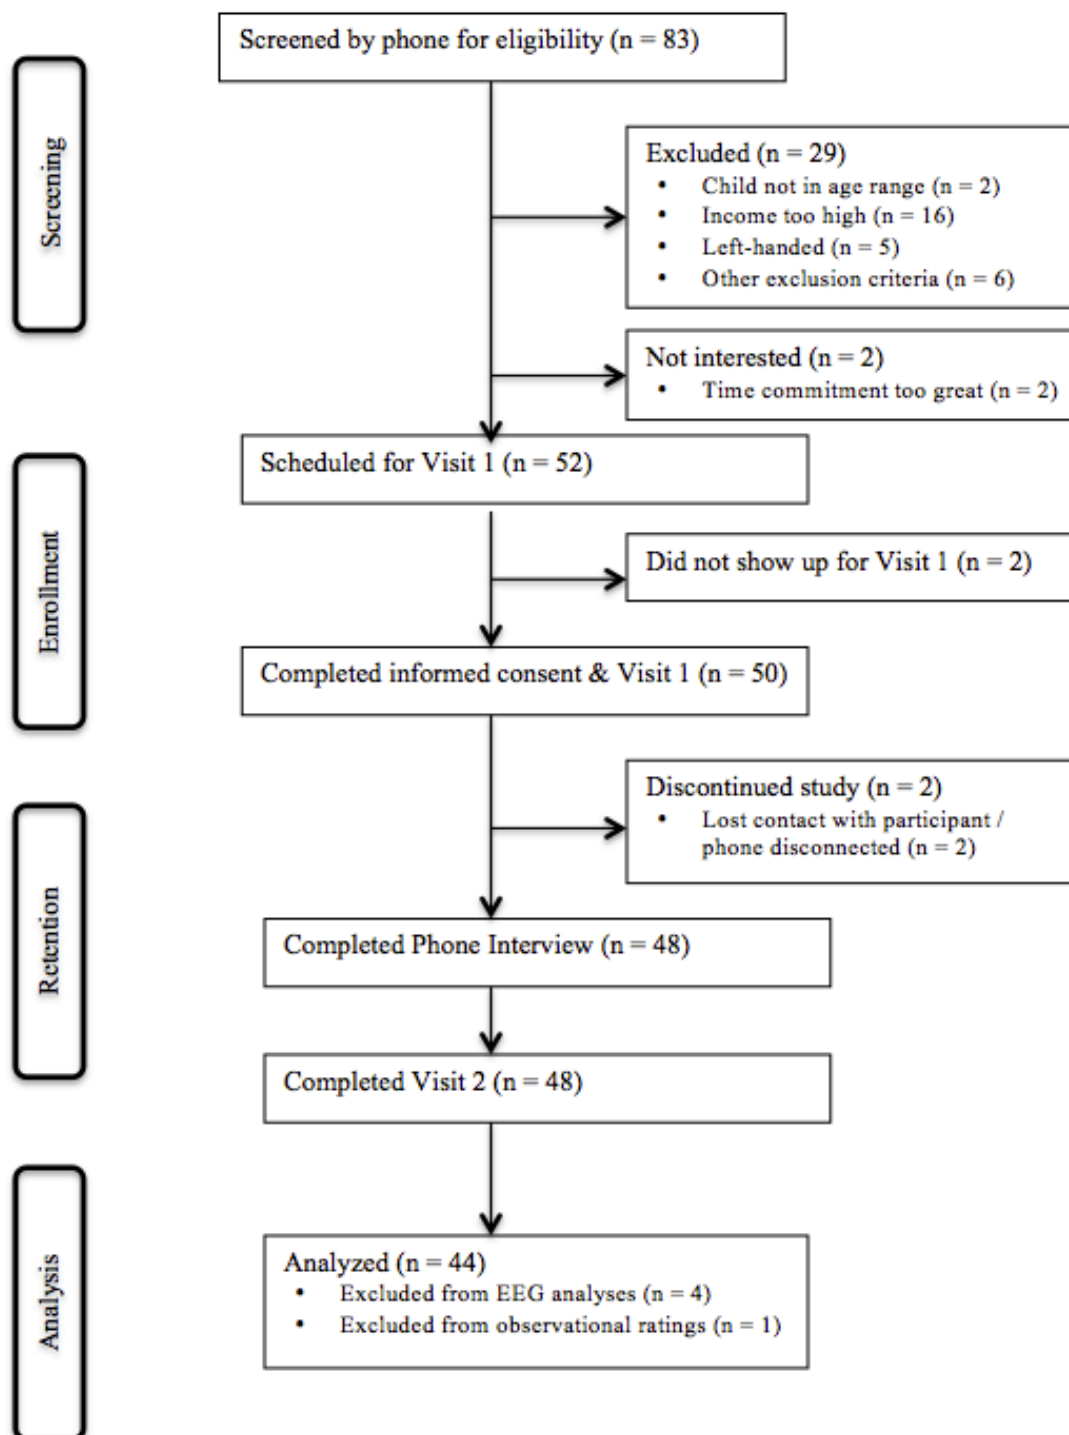 Screening
Screened by phone for eligibility (n = 83)
Excluded (n = 29)
• Child not in age range (n = 2)
• Income too high (n = 16)
• Left-handed (n = 5)
• Other exclusion criteria (n = 6)
Not interested (n = 2)
• Time commitment too great (n = 2)
Enrollment
Scheduled for Visit 1 (n = 52)
Did not show up for Visit 1 (n = 2)
Completed informed consent & Visit 1 (n = 50)
Retention
Discontinued study (n = 2)
• Lost contact with participant /
phone disconnected (n = 2)
Completed Phone Interview (n = 48)
Completed Visit 2 (n = 48)
Analysis
Analyzed (n = 44)
• Excluded from EEG analyses (n = 4)
• Excluded from observational ratings (n = 1)